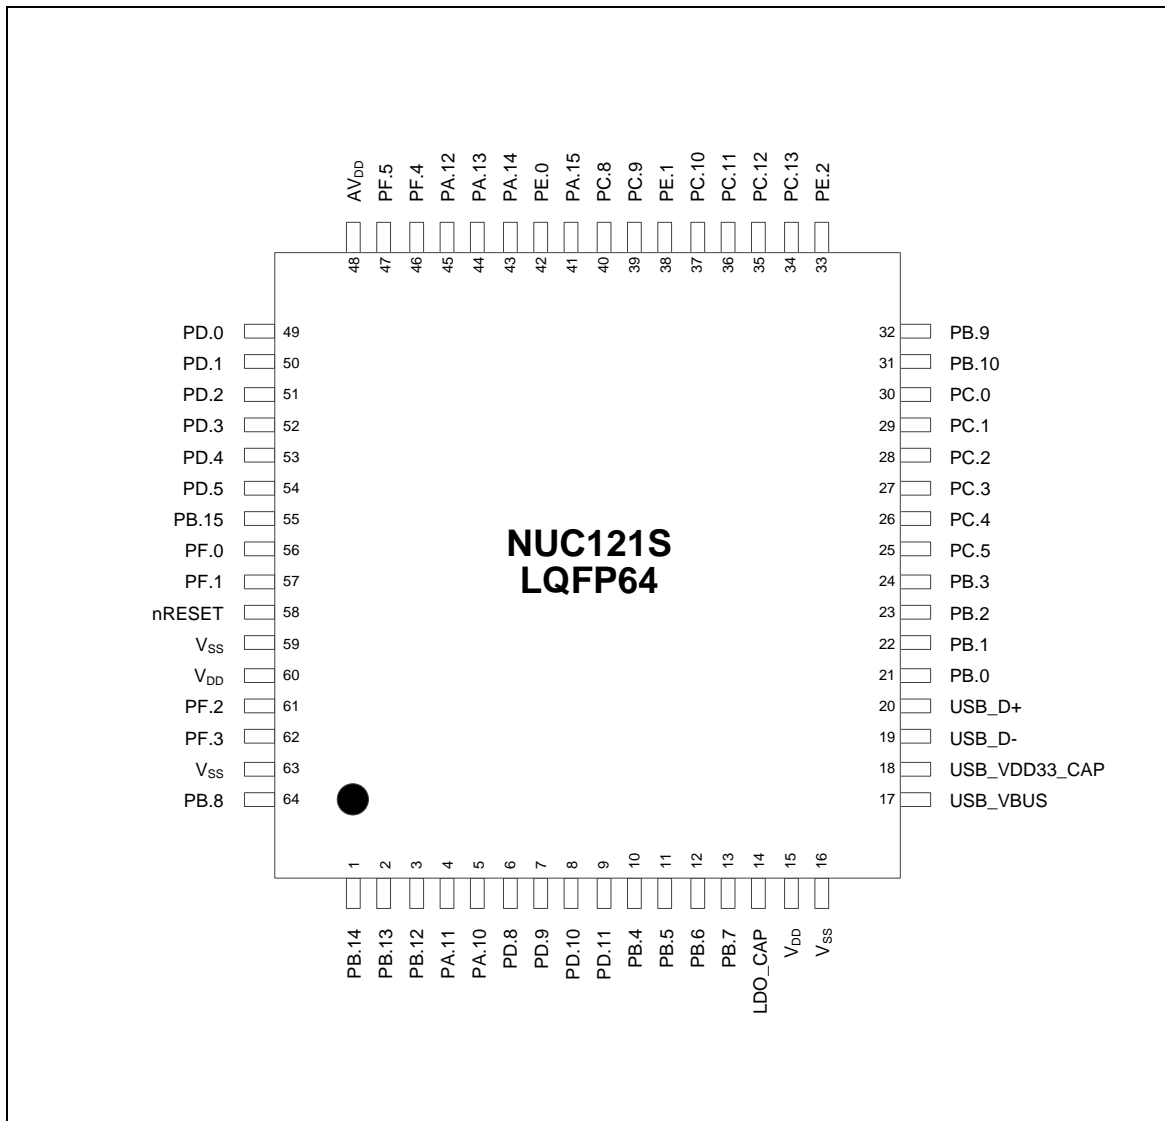 AVDD
PF.5
PF.4
PA.12
PA.13
PA.14
PE.0
PA.15
PC.8
PC.9
PE.1
PC.10
PC.11
PC.12
PC.13
PE.2
48
47
46
45
44
43
42
41
40
39
38
37
36
35
34
33
PD.0 49
PD.1 50
PD.2 51
PD.3 52
PD.4 53
PD.5 54
PB.15 55
PF.0 56
PF.1 57
nRESET 58
VSS 59
VDD 60
PF.2 61
PF.3 62
VSS 63
PB.8 64
NUC121S
LQFP64
32 PB.9
31 PB.10
30 PC.0
29 PC.1
28 PC.2
27 PC.3
26 PC.4
25 PC.5
24 PB.3
23 PB.2
22 PB.1
21 PB.0
20 USB_D+
19 USB_D-
18 USB_VDD33_CAP
17 USB_VBUS
1
2
3
4
5
6
7
8
9
10
11
12
13
14
15
16
PB.14
PB.13
PB.12
PA.11
PA.10
PD.8
PD.9
PD.10
PD.11
PB.4
PB.5
PB.6
PB.7
LDO_CAP
VDD
VSS